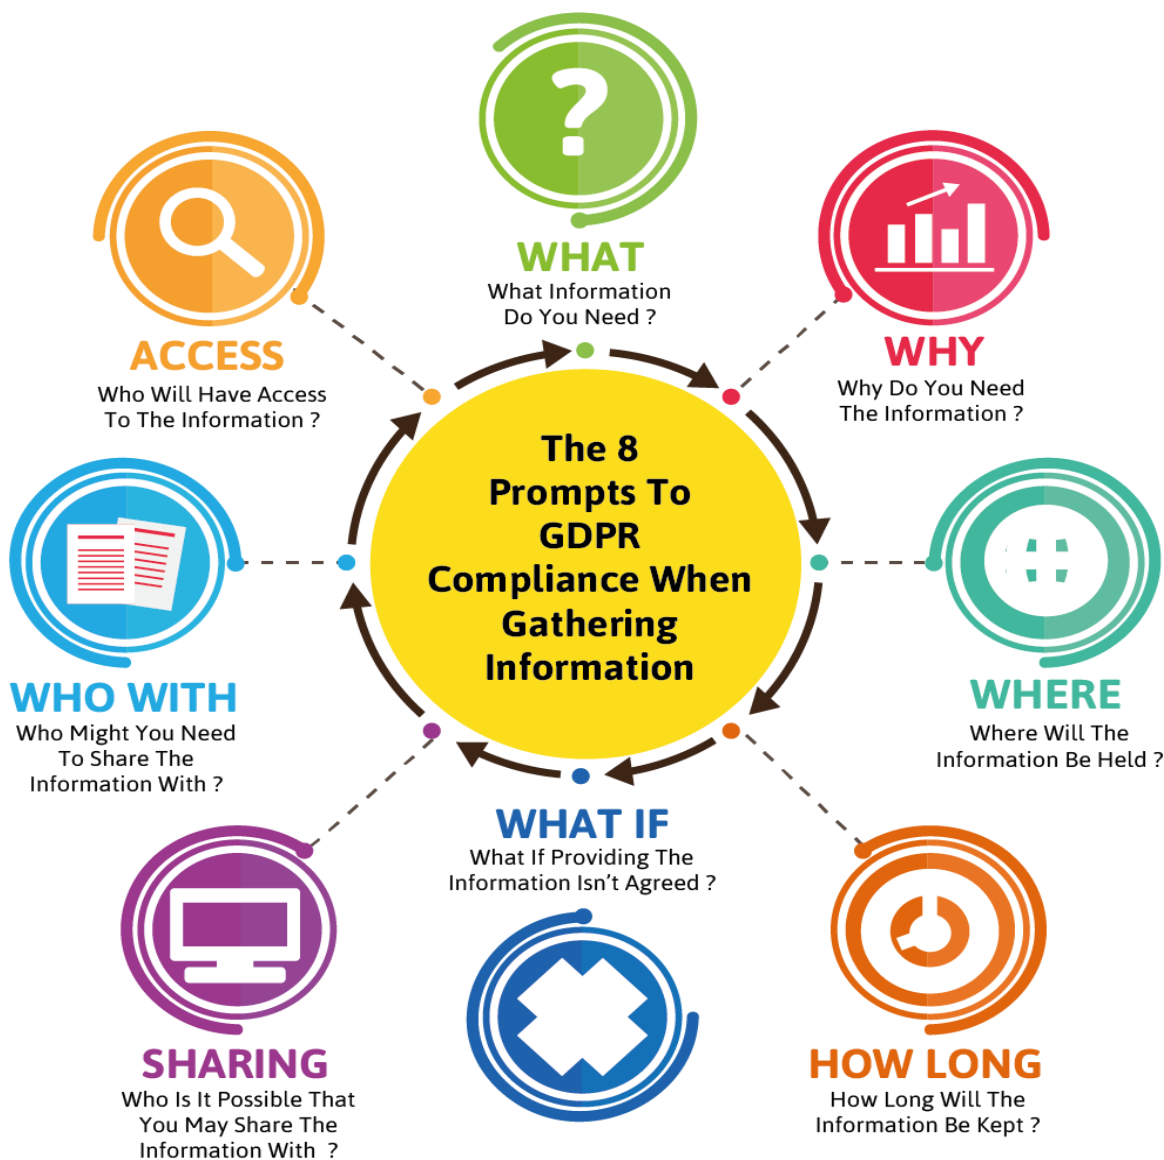 The 8
Prompts To
GDPR
Compliance When
Gathering
Information
WHAT
What Information
Do You Need ?
WHY
Why Do You Need
The Information ?
WHERE
Where Will The
Information Be Held ?
HOW LONG
How Long Will The
Information Be Kept ?
WHAT IF
What If Providing The
Information Isn’t Agreed ?
SHARING
Who Is It Possible That
You May Share The
Information With  ?
WHO WITH
Who Might You Need
To Share The
Information With ?
ACCESS
Who Will Have Access
To The Information ?